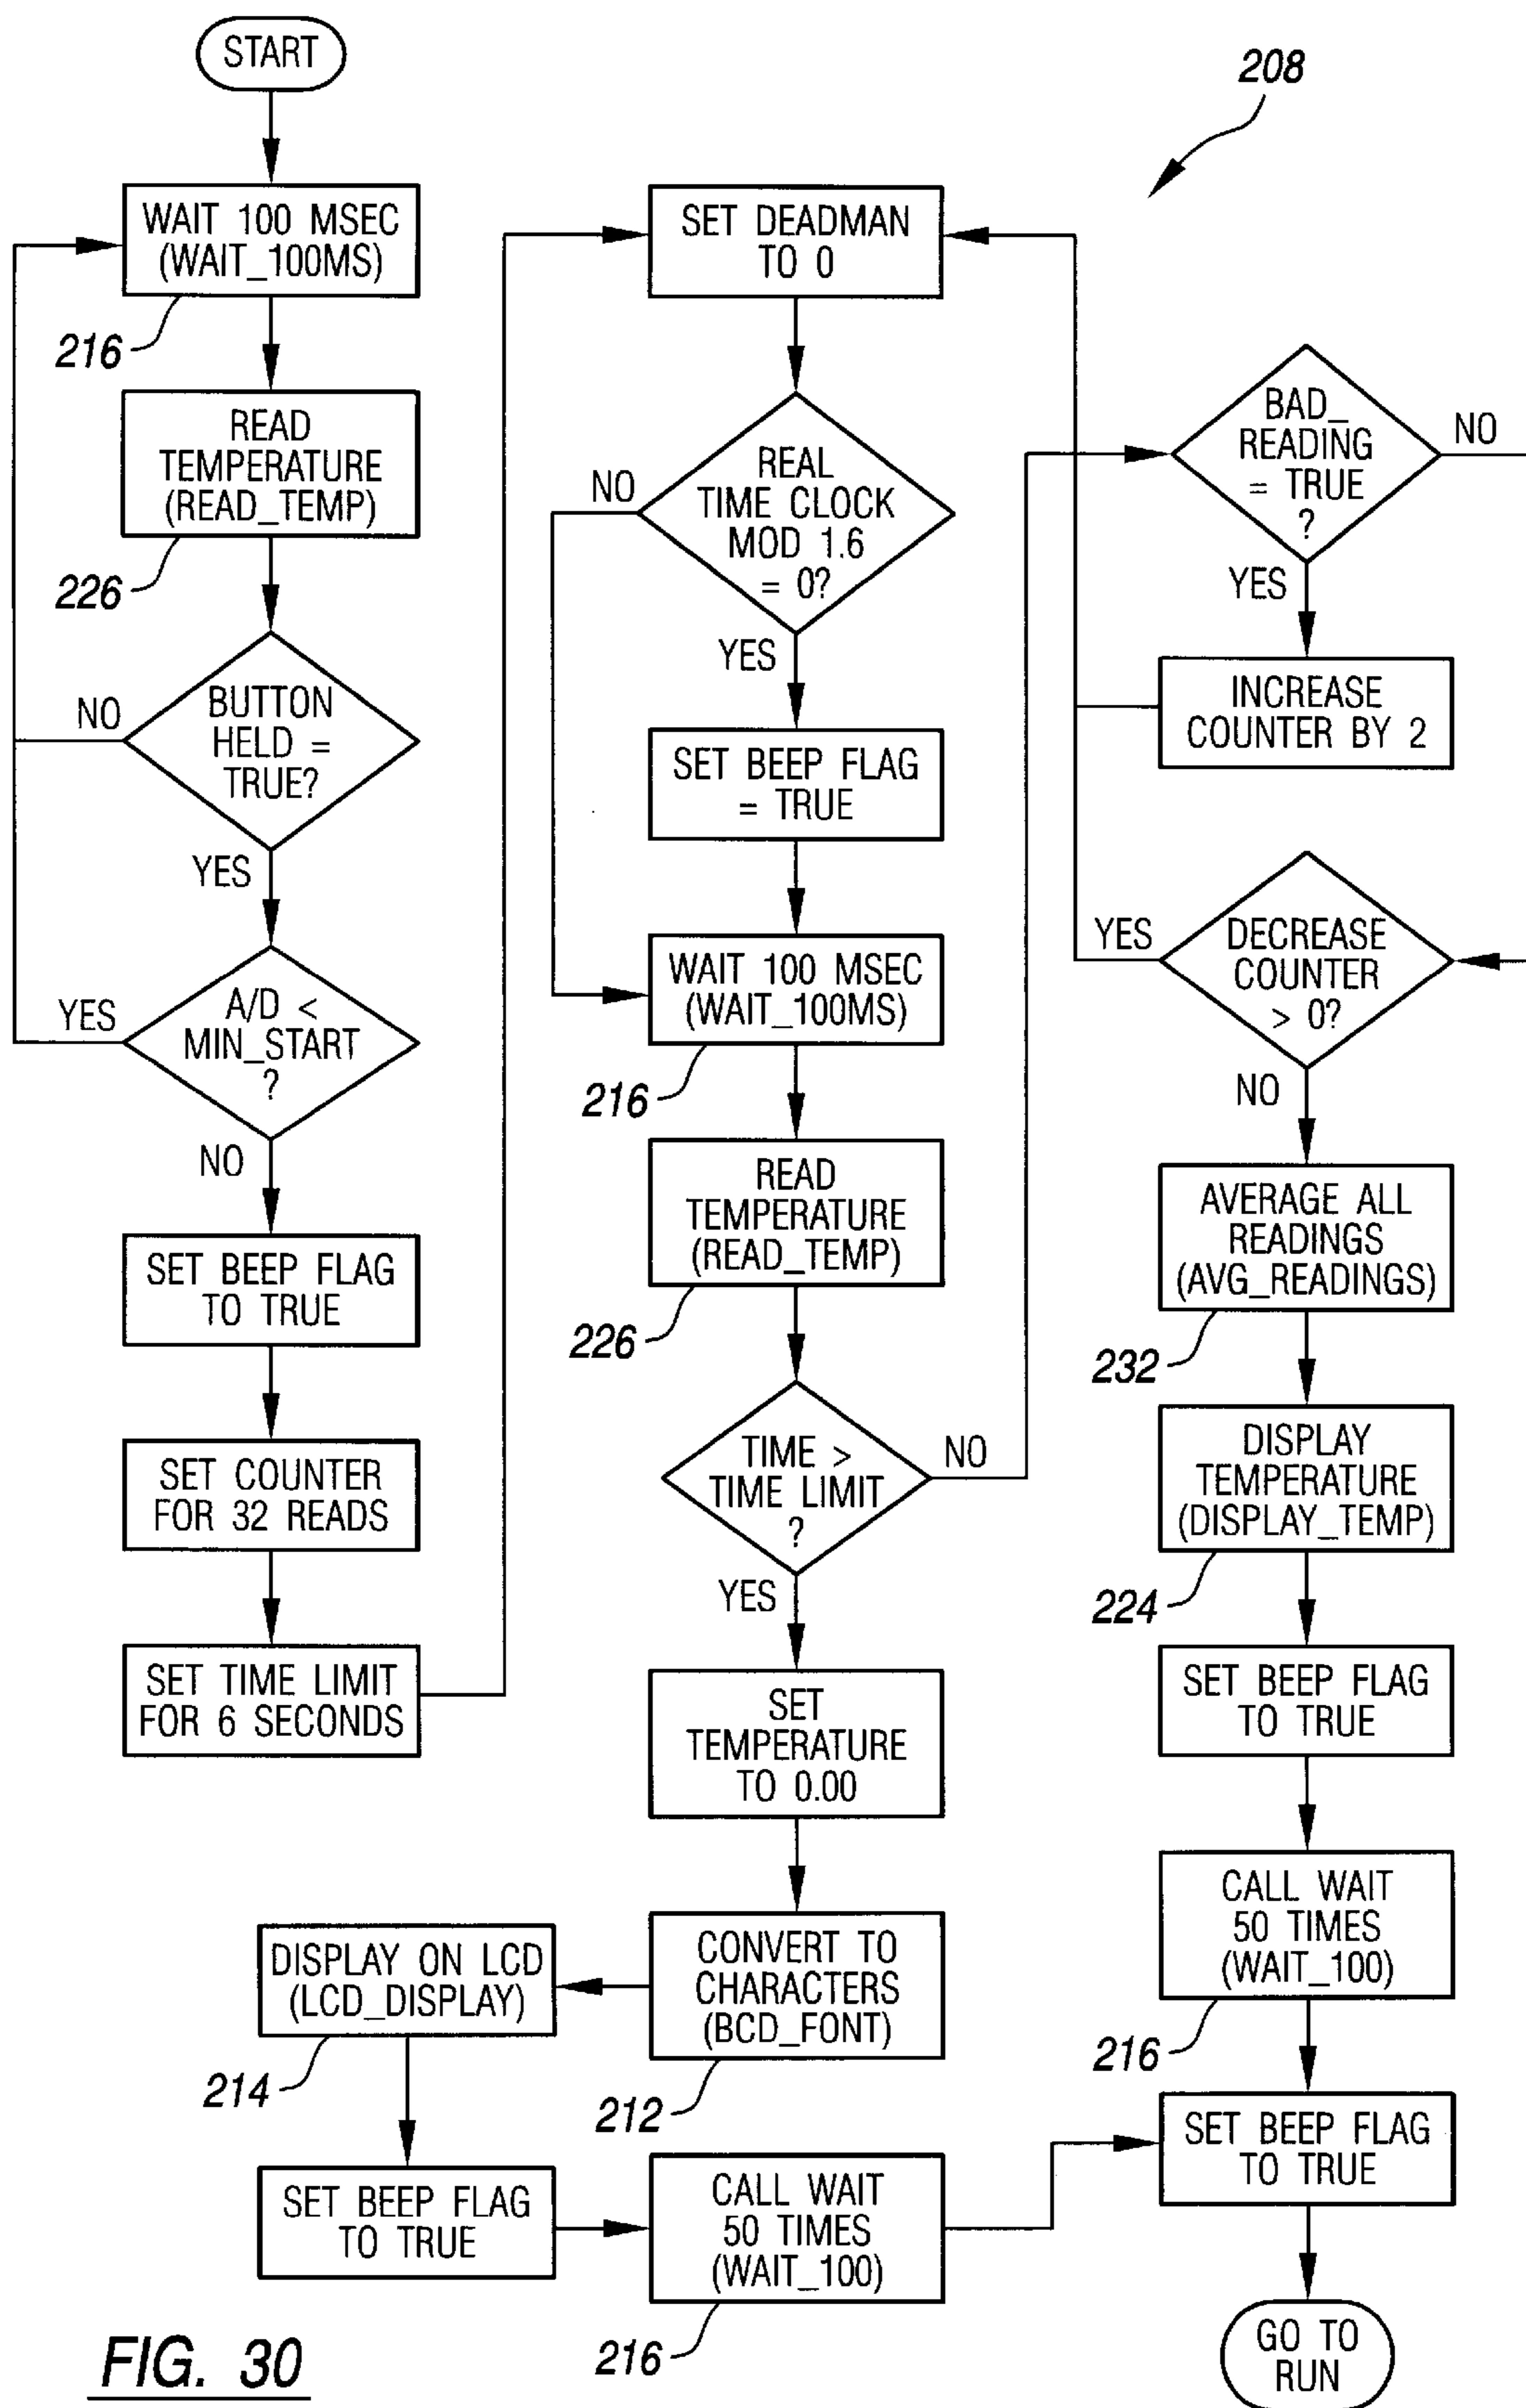 START
208
WAIT 100 MSEC
(WAIT_100MS)
216
READ
TEMPERATURE
(READ_TEMP)
226
BUTTON
HELD =
TRUE?
NO
YES
A/D <
MIN_START
?
YES
NO
SET BEEP FLAG
TO TRUE
SET COUNTER
FOR 32 READS
SET TIME LIMIT
FOR 6 SECONDS
SET DEADMAN
TO 0
REAL
TIME CLOCK
MOD 1.6
= 0?
NO
YES
SET BEEP FLAG
= TRUE
WAIT 100 MSEC
(WAIT_100MS)
216
READ
TEMPERATURE
(READ_TEMP)
226
TIME >
TIME LIMIT
?
NO
YES
SET
TEMPERATURE
TO 0.00
CONVERT TO
CHARACTERS
(BCD_FONT)
212
DISPLAY ON LCD
(LCD_DISPLAY)
214
SET BEEP FLAG
TO TRUE
CALL WAIT
50 TIMES
(WAIT_100)
216
BAD_
READING
= TRUE
?
NO
YES
INCREASE
COUNTER BY 2
DECREASE
COUNTER
> 0?
YES
NO
AVERAGE ALL
READINGS
(AVG_READINGS)
232
DISPLAY
TEMPERATURE
(DISPLAY_TEMP)
224
SET BEEP FLAG
TO TRUE
CALL WAIT
50 TIMES
(WAIT_100)
216
SET BEEP FLAG
TO TRUE
GO TO
RUN
FIG. 30